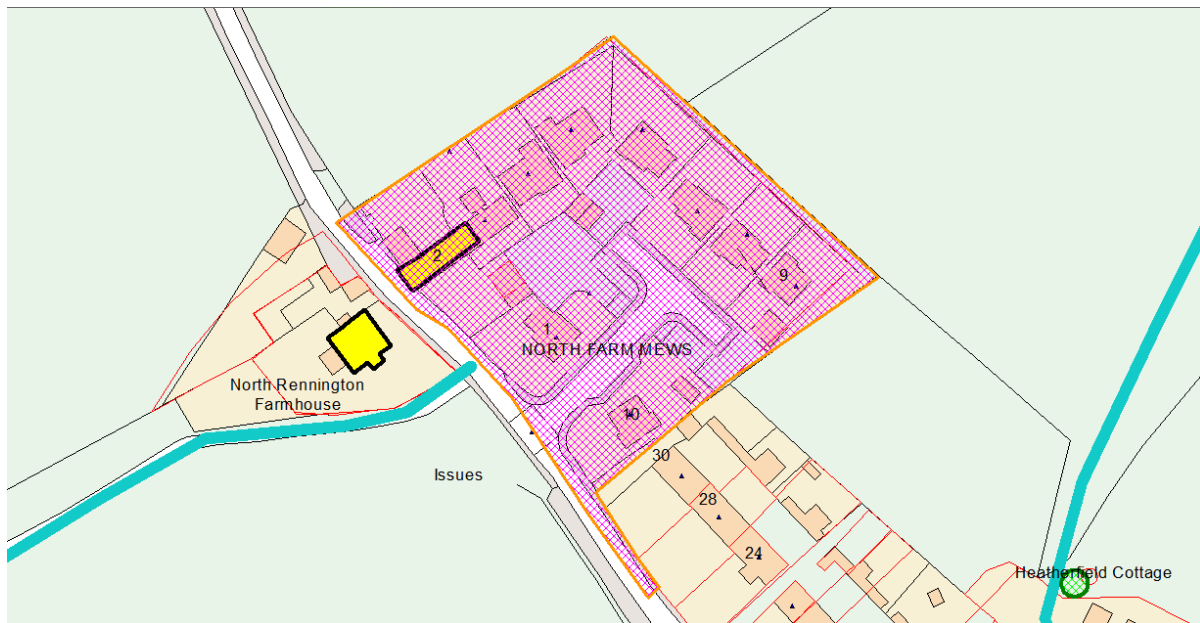 2
9
1
NORTH FARM MEWS
North Rennington
Farmhouse
10
30
Issues
28
24
Heatherfield Cottage